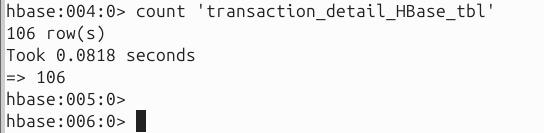 hbase:004:0> count 'transaction_detail_HBase_tbl'
106 row(s)
Took 0.0818 seconds
=> 106
hbase:005:0>
hbase:006:0>